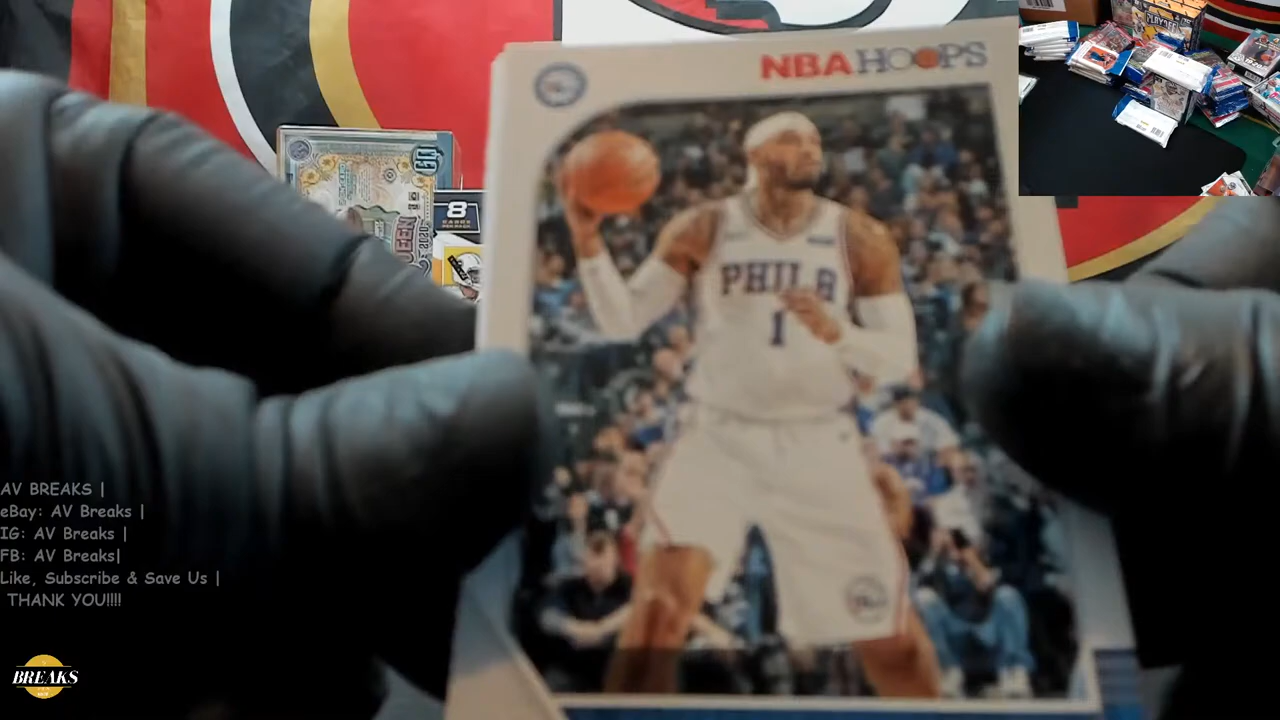 NBA HOOPS
PHILA
1
8
AV BREAKS |
eBay: AV Breaks |
IG: AV Breaks |
FB: AV Breaks|
Like, Subscribe & Save Us |
THANK YOU!!!!
BREAKS